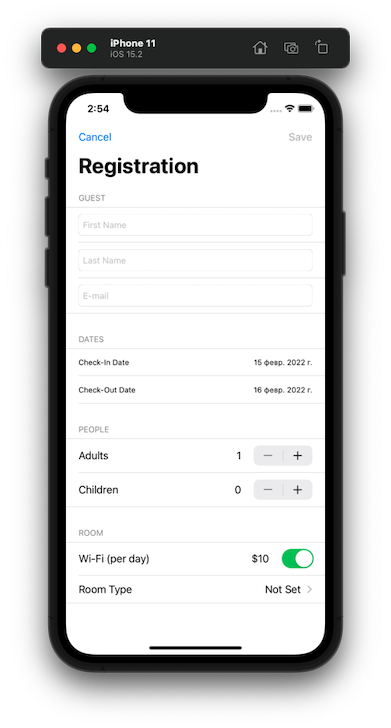 iPhone 11
iOS 15.2
2:54
Cancel Save
Registration
GUEST
First Name
Last Name
E-mail
DATES
Check-In Date 15 февр. 2022 г.
Check-Out Date 16 февр. 2022 г.
PEOPLE
Adults 1 − +
Children 0 − +
ROOM
Wi-Fi (per day) $10
Room Type Not Set